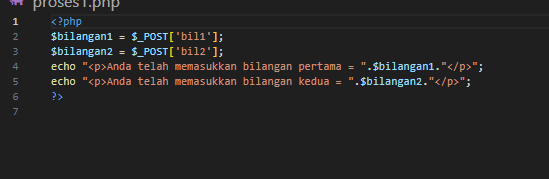 proses1.php
1 <?php
2 $bilangan1 = $_POST['bil1'];
3 $bilangan2 = $_POST['bil2'];
4 echo "<p>Anda telah memasukkan bilangan pertama = ".$bilangan1."</p>";
5 echo "<p>Anda telah memasukkan bilangan kedua = ".$bilangan2."</p>";
6 ?>
7